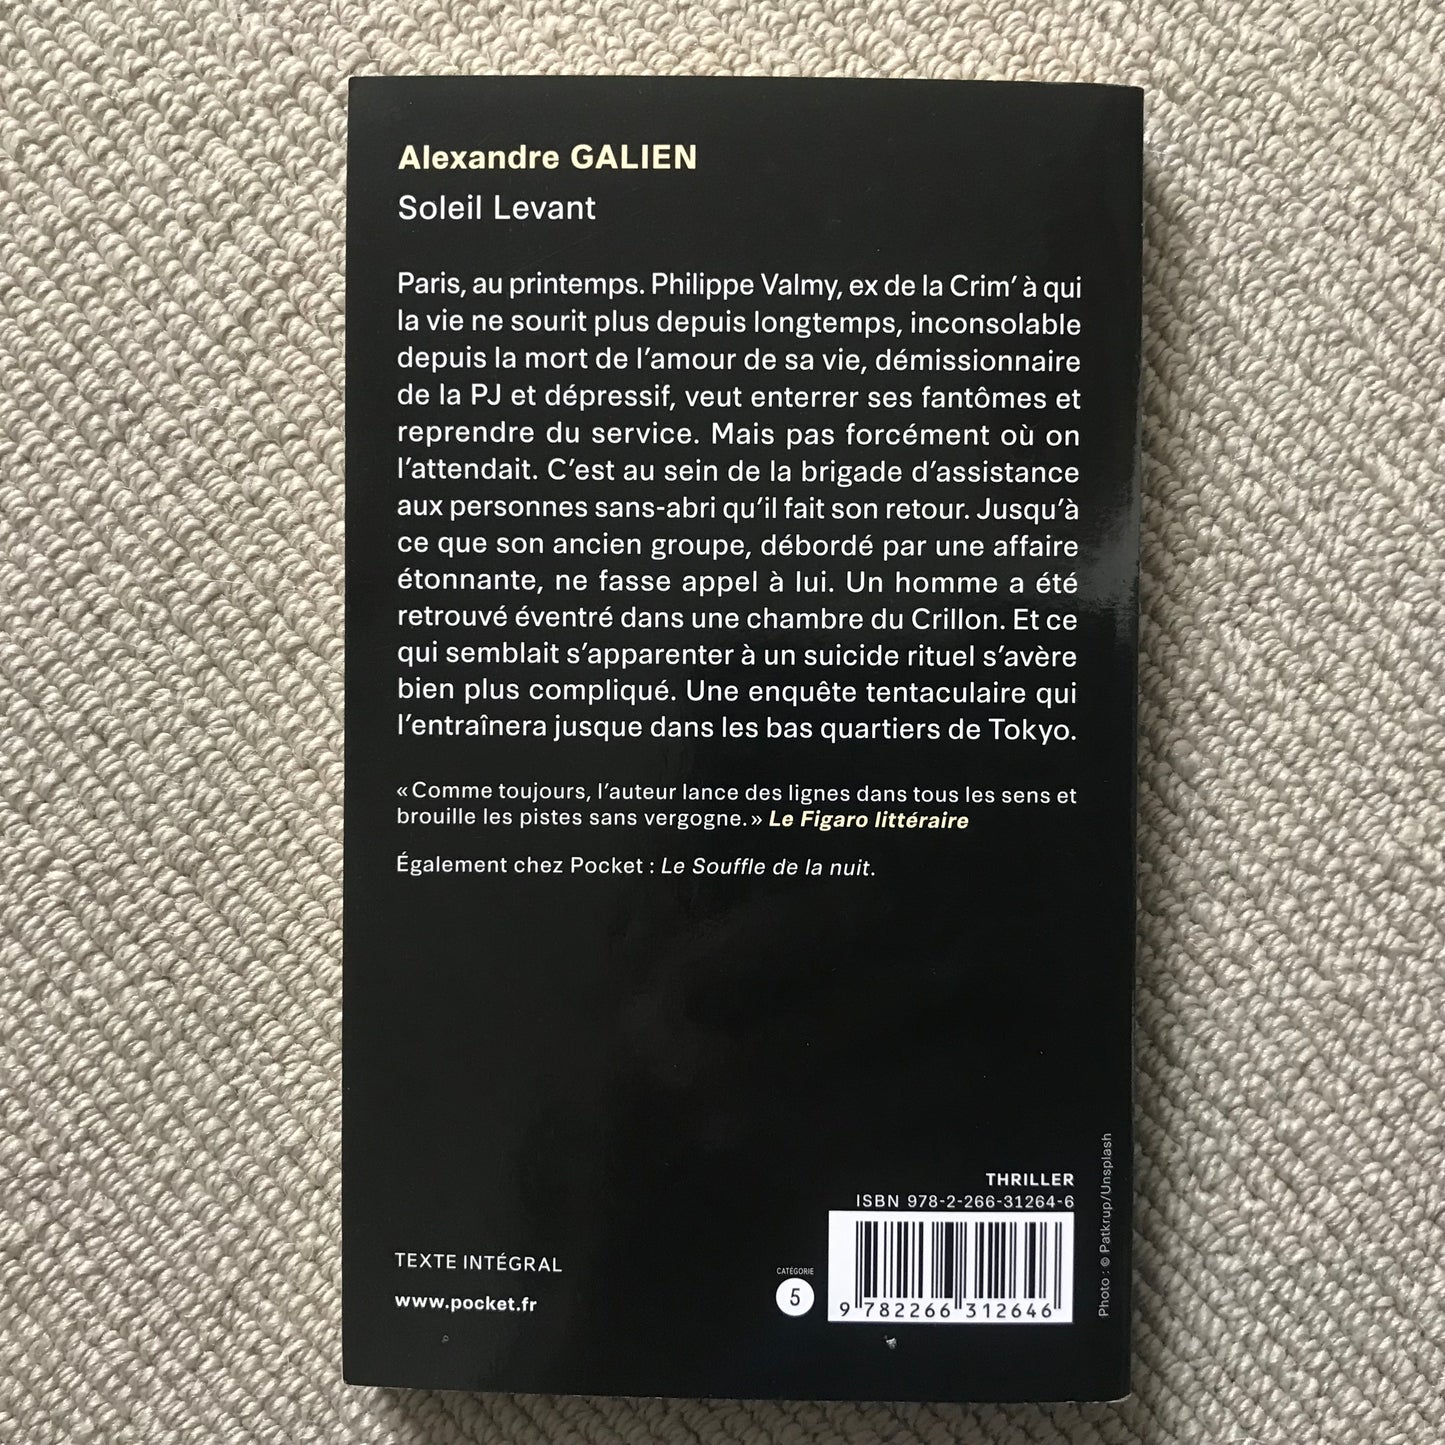 Alexandre GALIEN
Soleil Levant
Paris, au printemps. Philippe Valmy, ex de la Crim’ à qui
la vie ne sourit plus depuis longtemps, inconsolable
depuis la mort de l’amour de sa vie, démissionnaire
de la PJ et dépressif, veut enterrer ses fantômes et
reprendre du service. Mais pas forcément où on
l’attendait. C’est au sein de la brigade d’assistance
aux personnes sans-abri qu’il fait son retour. Jusqu’à
ce que son ancien groupe, débordé par une affaire
étonnante, ne fasse appel à lui. Un homme a été
retrouvé éventré dans une chambre du Crillon. Et ce
qui semblait s’apparenter à un suicide rituel s’avère
bien plus compliqué. Une enquête tentaculaire qui
l’entraînera jusque dans les bas quartiers de Tokyo.
« Comme toujours, l’auteur lance des lignes dans tous les sens et
brouille les pistes sans vergogne. » Le Figaro littéraire
Également chez Pocket : Le Souffle de la nuit.
THRILLER
ISBN 978-2-266-31264-6
TEXTE INTÉGRAL
www.pocket.fr
CATÉGORIE
5
9 782266 312646
Photo : © Patkrup/Unsplash